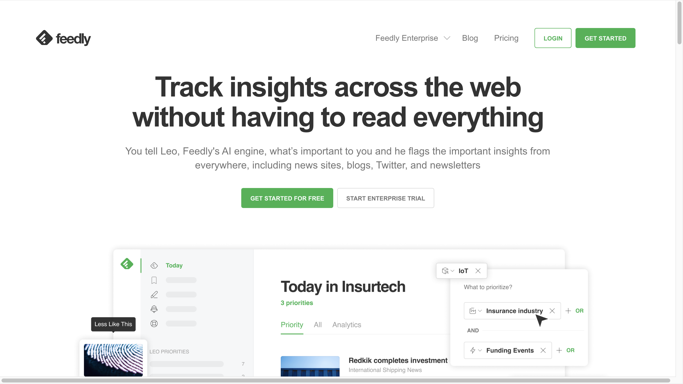 feedly
Feedly Enterprise
Blog
Pricing
LOGIN
GET STARTED
Track insights across the web
without having to read everything
You tell Leo, Feedly's AI engine, what's important to you and he flags the important insights from
everywhere, including news sites, blogs, Twitter, and newsletters
GET STARTED FOR FREE
START ENTERPRISE TRIAL
Today
LEO PRIORITIES
7
Less Like This
Today in Insurtech
3 priorities
Priority
All
Analytics
Redkik completes investment
International Shipping News
IoT
What to prioritize?
Insurance industry
OR
AND
Funding Events
OR